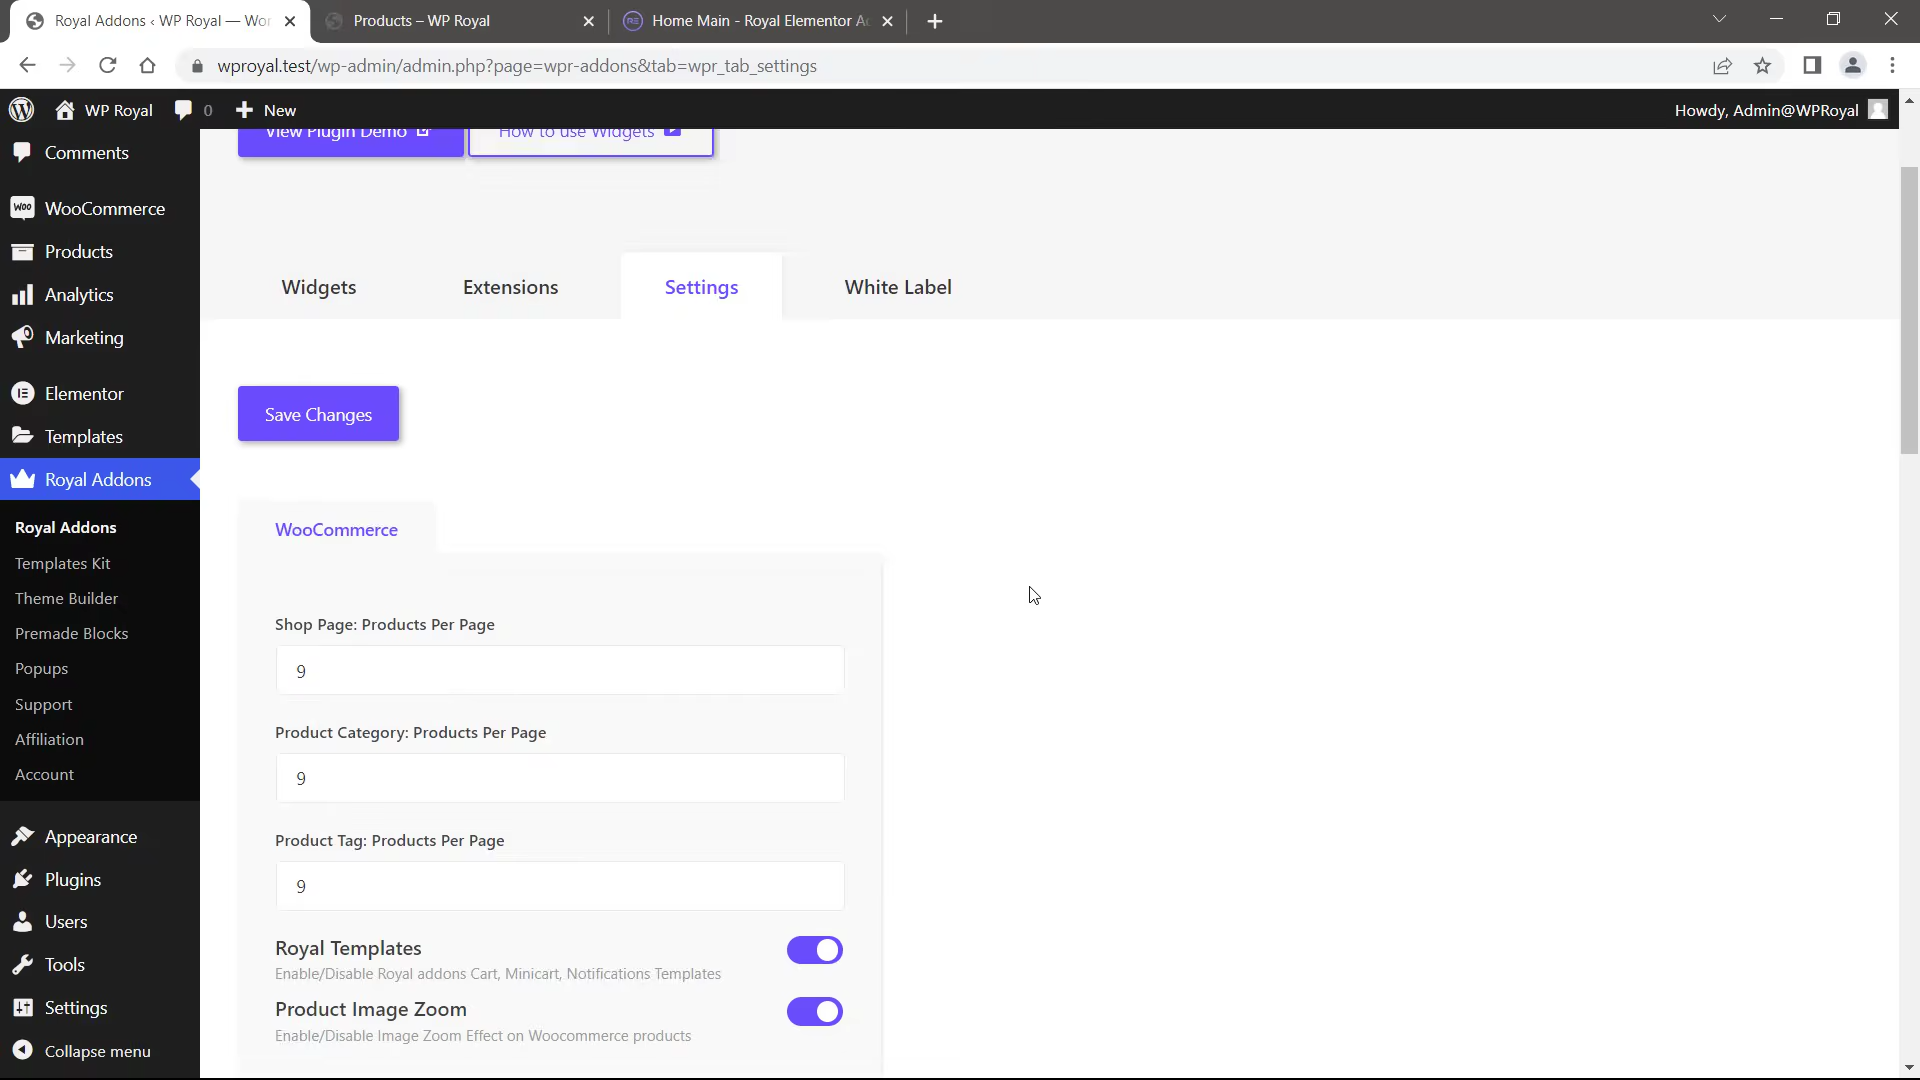 Royal Addons ‹ WP Royal — Wor
Products – WP Royal
Home Main - Royal Elementor Ad
wproyal.test/wp-admin/admin.php?page=wpr-addons&tab=wpr_tab_settings
WP Royal
0
New
Howdy, Admin@WPRoyal
View Plugin Demo
How to use Widgets
Comments
WooCommerce
Products
Analytics
Marketing
Elementor
Templates
Royal Addons
Royal Addons
Templates Kit
Theme Builder
Premade Blocks
Popups
Support
Affiliation
Account
Appearance
Plugins
Users
Tools
Settings
Collapse menu
Widgets
Extensions
Settings
White Label
Save Changes
WooCommerce
Shop Page: Products Per Page
9
Product Category: Products Per Page
9
Product Tag: Products Per Page
9
Royal Templates
Enable/Disable Royal addons Cart, Minicart, Notifications Templates
Product Image Zoom
Enable/Disable Image Zoom Effect on Woocommerce products